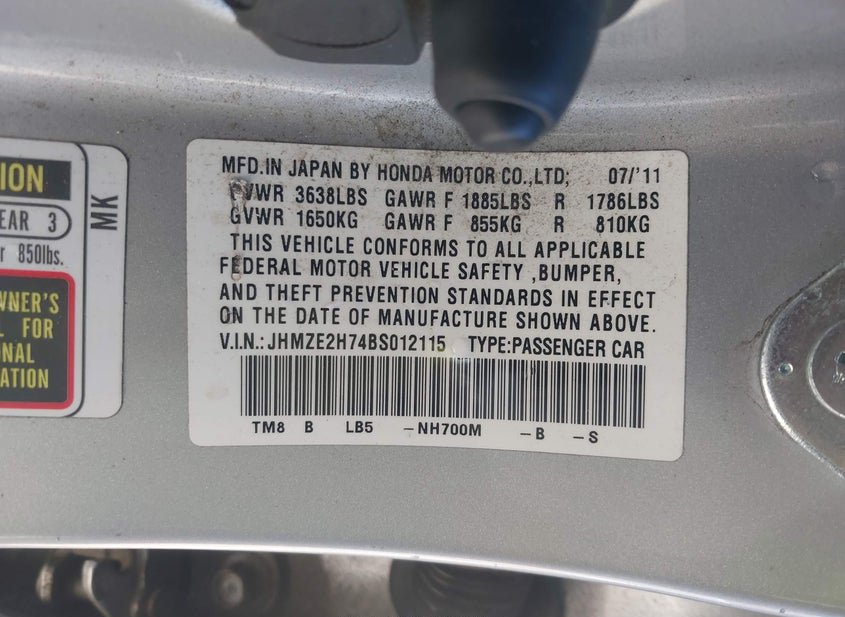 MFD.IN JAPAN BY HONDA MOTOR CO.,LTD; 07/'11
GVWR 3638LBS GAWR F 1885LBS R 1786LBS
GVWR 1650KG GAWR F 855KG R 810KG
THIS VEHICLE CONFORMS TO ALL APPLICABLE
FEDERAL MOTOR VEHICLE SAFETY ,BUMPER,
AND THEFT PREVENTION STANDARDS IN EFFECT
ON THE DATE OF MANUFACTURE SHOWN ABOVE.
V.I.N.: JHMZE2H74BS012115 TYPE:PASSENGER CAR
TM8 B LB5 -NH700M -B -S
EAR 3
850lbs.
WNER'S
FOR
MK